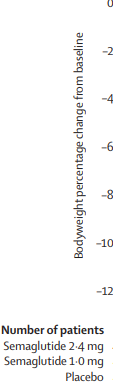 0
Bodyweight percentage change from baseline
–2
–4
–6
–8
–10
–12
Number of patients
Semaglutide 2·4 mg
Semaglutide 1·0 mg
Placebo